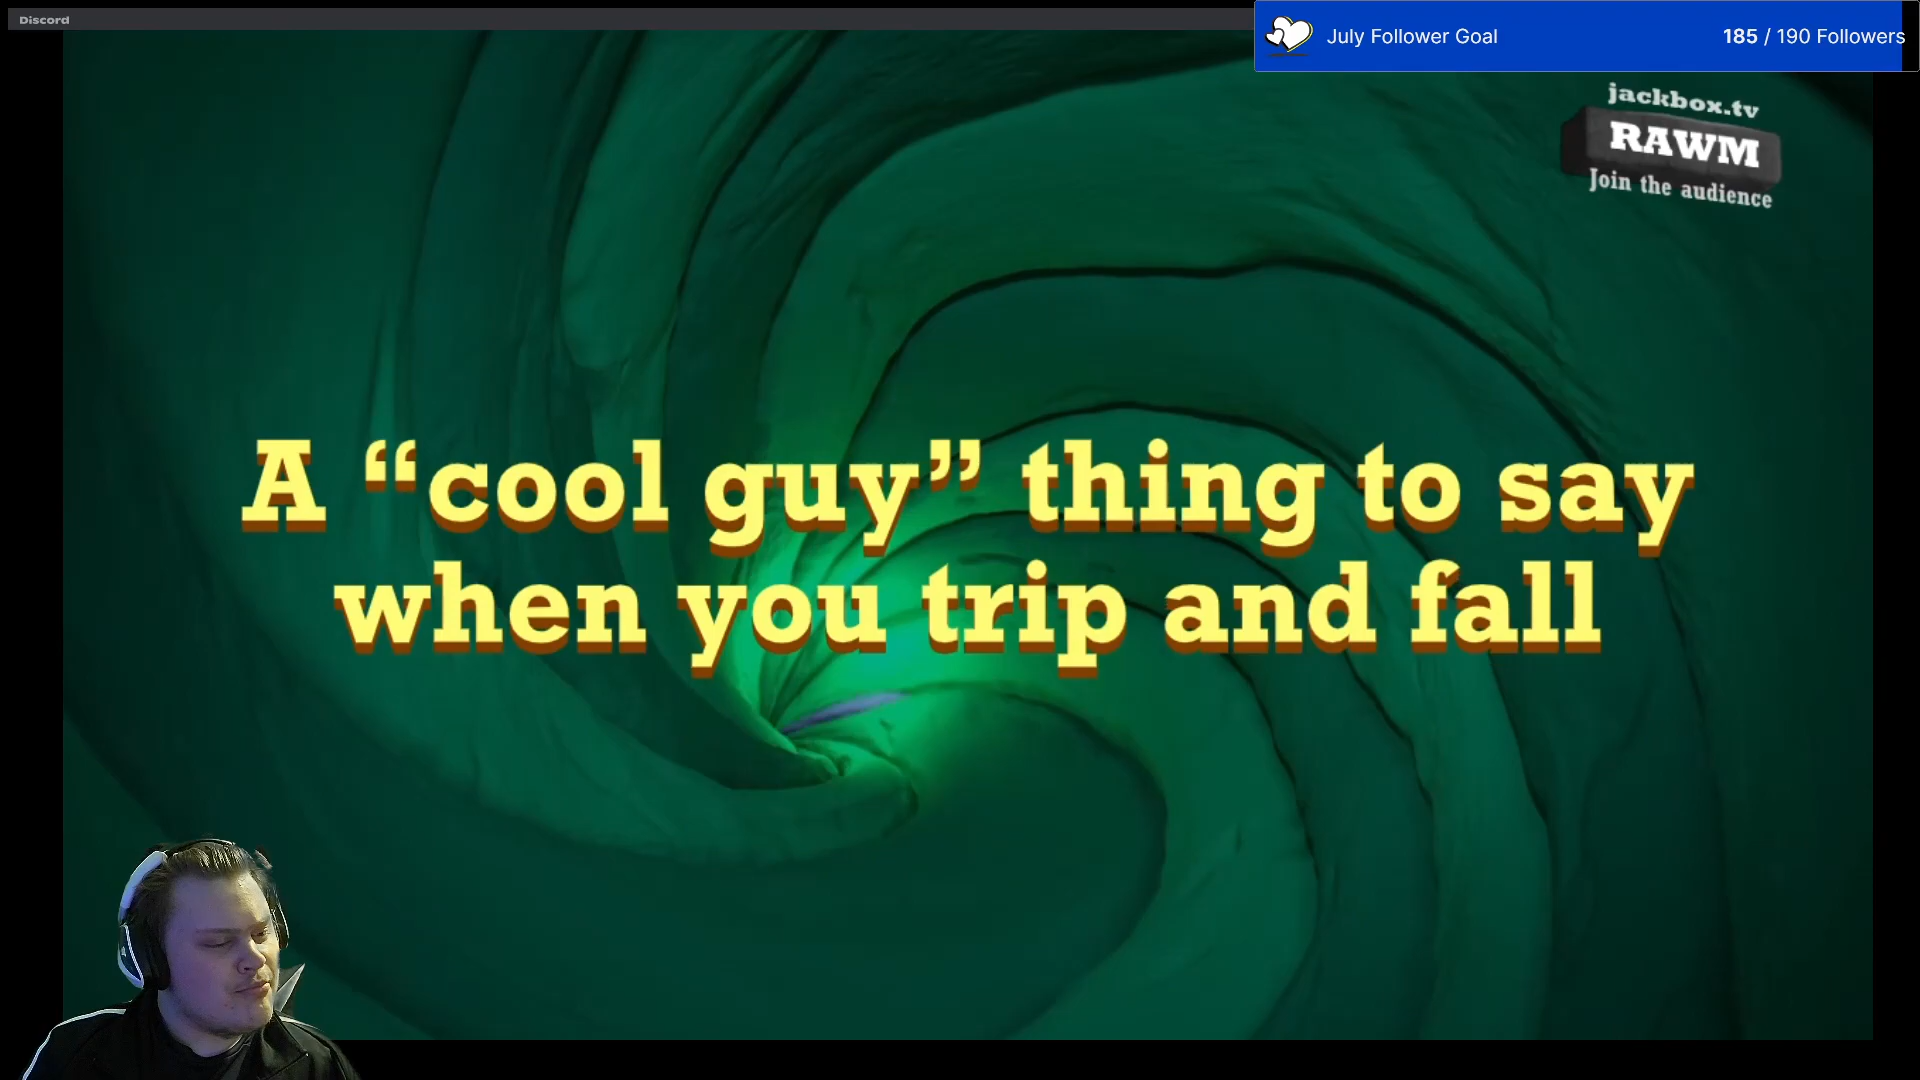 Discord
July Follower Goal
185 / 190 Followers
jackbox.tv
RAWM
Join the audience
A “cool guy” thing to say
when you trip and fall